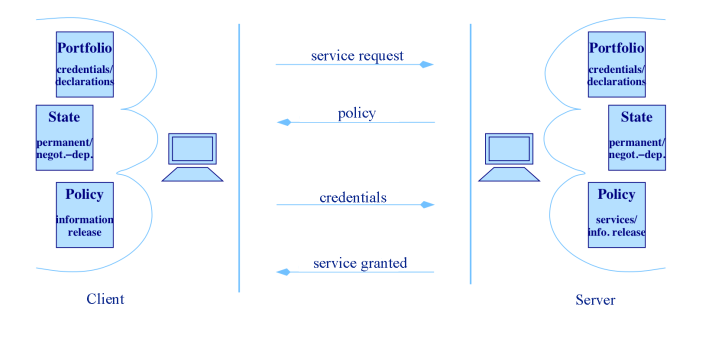 Portfolio
credentials/
declarations
State
permanent/
negot.–dep.
Policy
information
release
Client
service request
policy
credentials
service granted
Portfolio
credentials/
declarations
State
permanent/
negot.–dep.
Policy
services/
info. release
Server